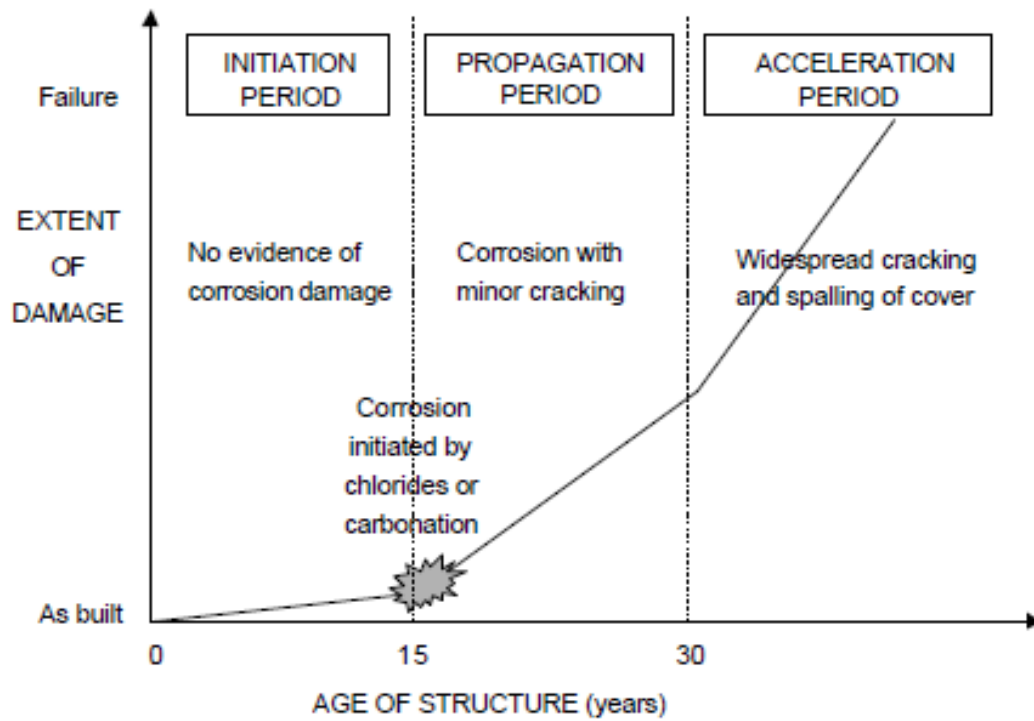 INITIATION
PERIOD
PROPAGATION
PERIOD
ACCELERATION
PERIOD
Failure
EXTENT
OF
DAMAGE
No evidence of
corrosion damage
Corrosion with
minor cracking
Widespread cracking
and spalling of cover
Corrosion
initiated by
chlorides or
carbonation
As built
0
15
30
AGE OF STRUCTURE (years)